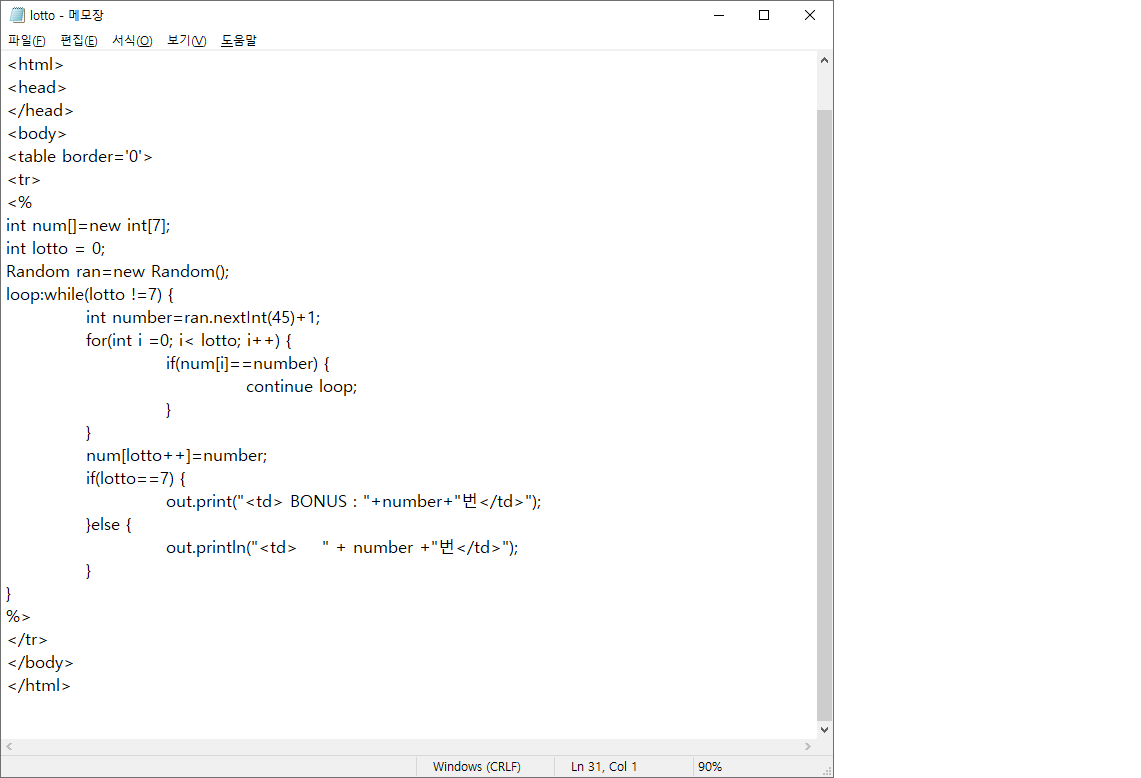 lotto - 메모장
파일(F) 편집(E) 서식(O) 보기(V) 도움말
<html>
<head>
</head>
<body>
<table border='0'>
<tr>
<%
int num[]=new int[7];
int lotto = 0;
Random ran=new Random();
loop:while(lotto !=7) {
int number=ran.nextInt(45)+1;
for(int i =0; i< lotto; i++) {
if(num[i]==number) {
continue loop;
}
}
num[lotto++]=number;
if(lotto==7) {
out.print("<td> BONUS : "+number+"번</td>");
}else {
out.println("<td>    " + number +"번</td>");
}
}
%>
</tr>
</body>
</html>
Windows (CRLF) Ln 31, Col 1 90%